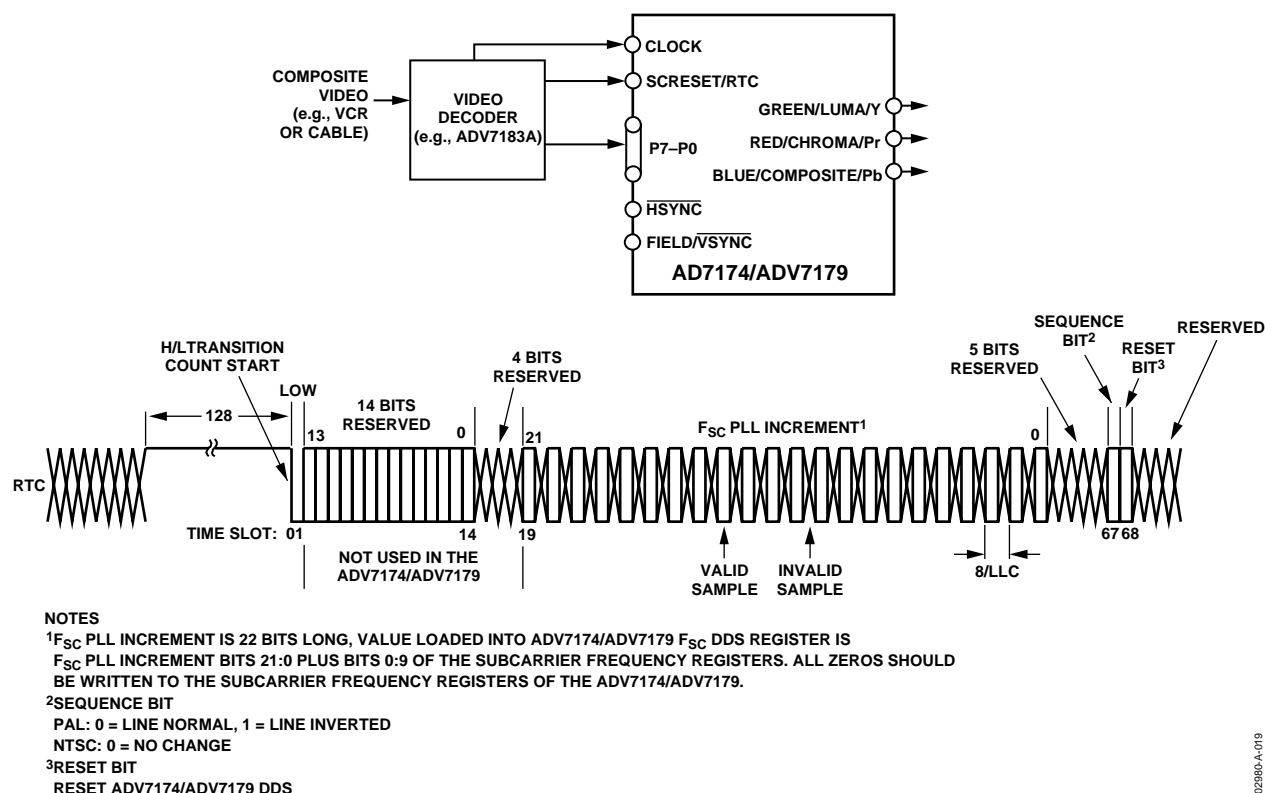 CLOCK
COMPOSITE
VIDEO
(e.g., VCR
OR CABLE)
VIDEO
DECODER
(e.g., ADV7183A)
SCRESET/RTC
P7–P0
HSYNC
FIELD/VSYNC
GREEN/LUMA/Y
RED/CHROMA/Pr
BLUE/COMPOSITE/Pb
AD7174/ADV7179
H/LTRANSITION
COUNT START
LOW
128
13
14 BITS
RESERVED
0
4 BITS
RESERVED
21
FSC PLL INCREMENT1
0
5 BITS
RESERVED
SEQUENCE
BIT2
RESET
BIT3
RESERVED
RTC
TIME SLOT: 01
14
19
67 68
NOT USED IN THE
ADV7174/ADV7179
VALID
SAMPLE
INVALID
SAMPLE
8/LLC
NOTES
1FSC PLL INCREMENT IS 22 BITS LONG, VALUE LOADED INTO ADV7174/ADV7179 FSC DDS REGISTER IS
FSC PLL INCREMENT BITS 21:0 PLUS BITS 0:9 OF THE SUBCARRIER FREQUENCY REGISTERS. ALL ZEROS SHOULD
BE WRITTEN TO THE SUBCARRIER FREQUENCY REGISTERS OF THE ADV7174/ADV7179.
2SEQUENCE BIT
PAL: 0 = LINE NORMAL, 1 = LINE INVERTED
NTSC: 0 = NO CHANGE
3RESET BIT
RESET ADV7174/ADV7179 DDS
02980-A-019